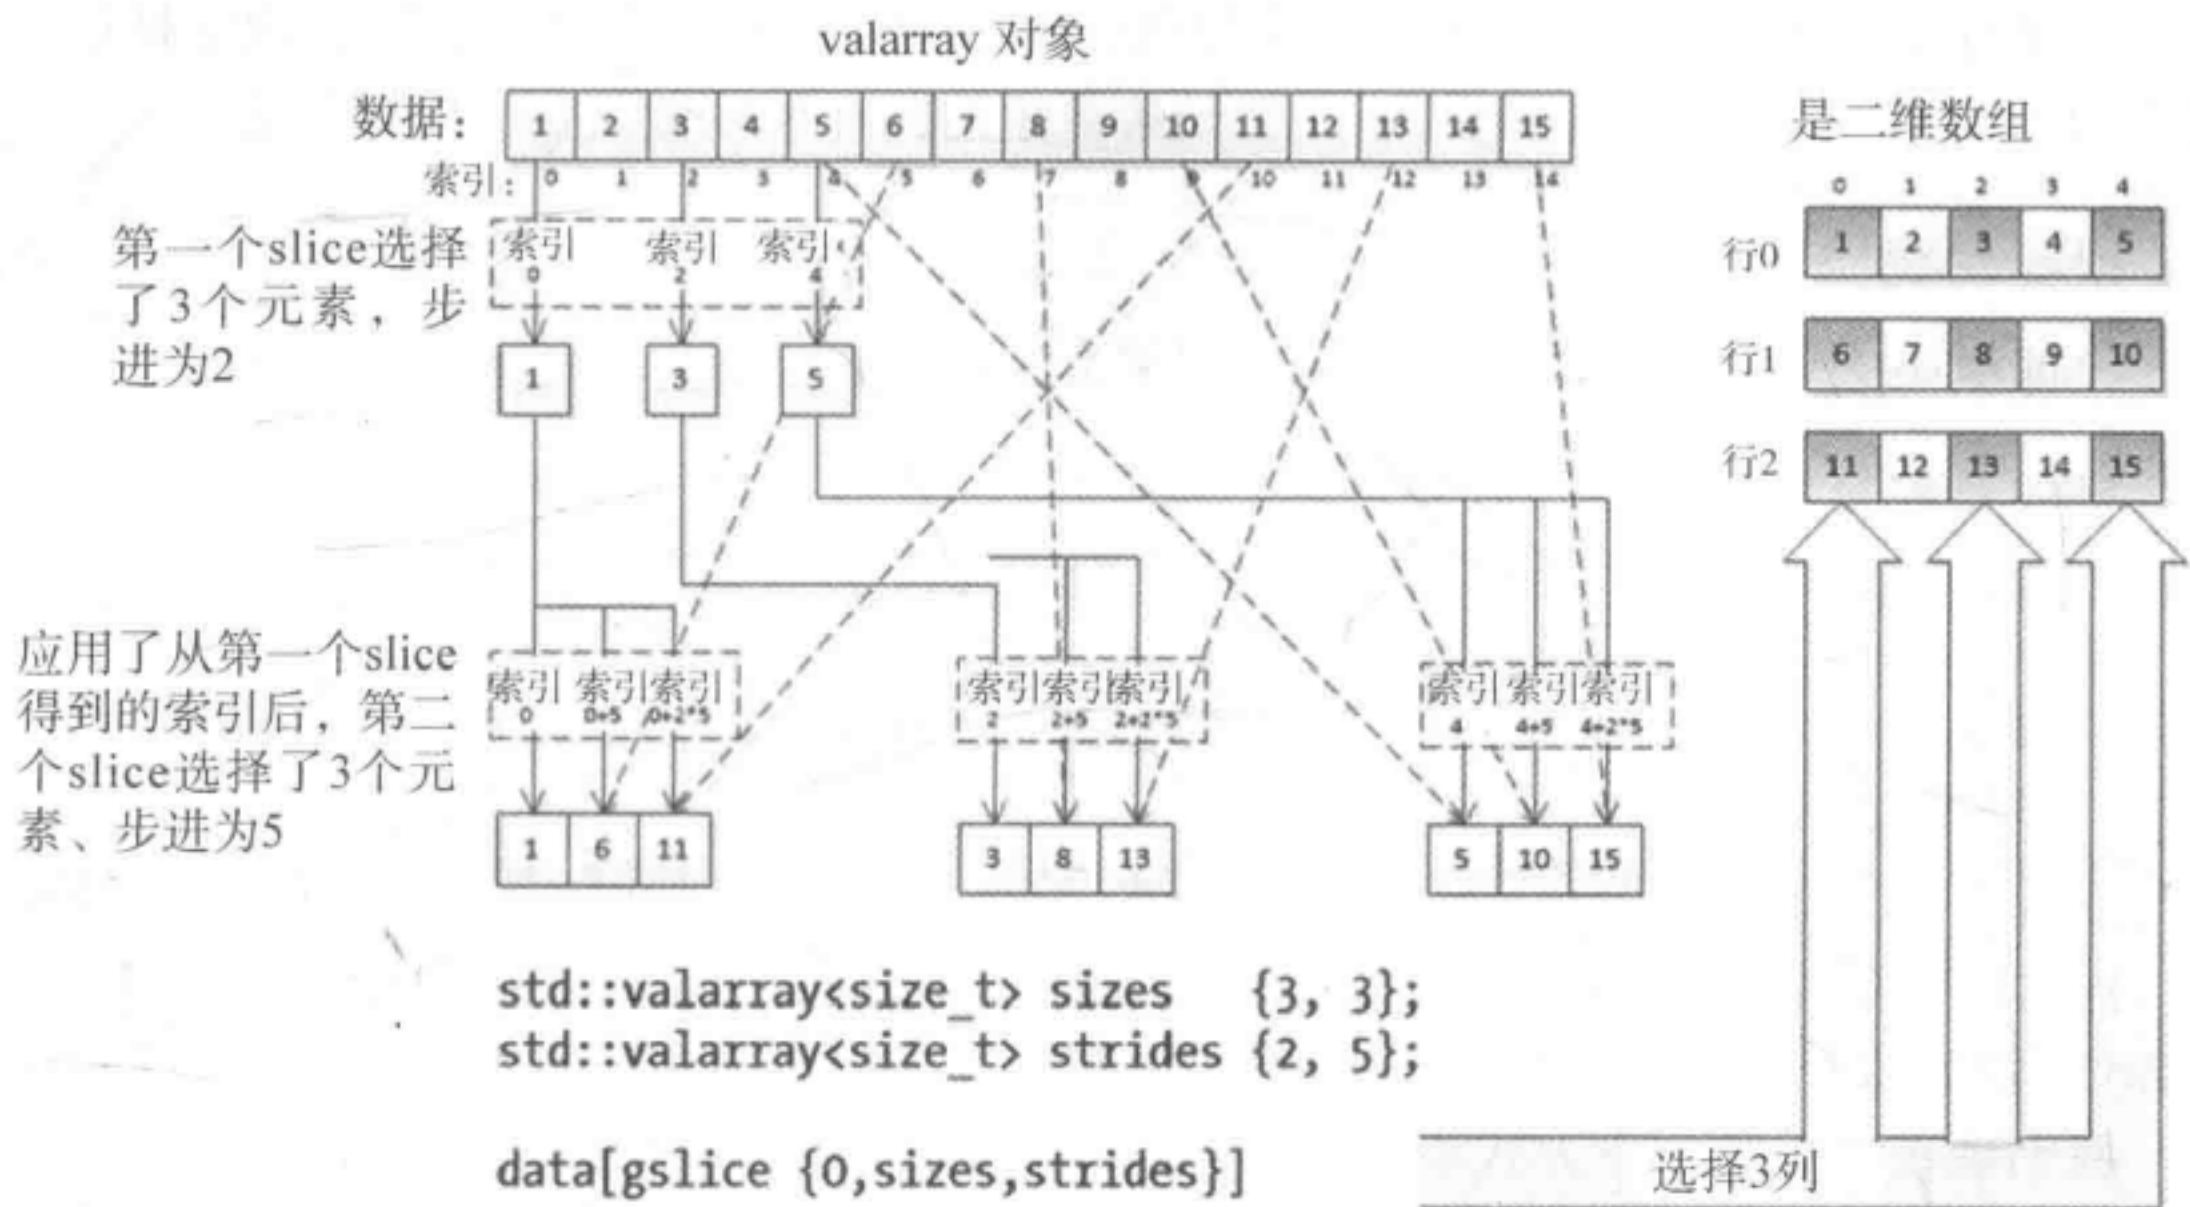 valarray 对象
数据: 1 2 3 4 5 6 7 8 9 10 11 12 13 14 15
索引: 0 1 2 3 4 5 6 7 8 9 10 11 12 13 14
第一个slice选择
了3个元素，步
进为2
索引 索引 索引
0 2 4
1 3 5
应用了从第一个slice
得到的索引后，第二
个slice选择了3个元
素、步进为5
索引 索引 索引
0 0+5 0+2*5
索引 索引 索引
2 2+5 2+2*5
索引 索引 索引
4 4+5 4+2*5
1 6 11
3 8 13
5 10 15
是二维数组
0 1 2 3 4
行0 1 2 3 4 5
行1 6 7 8 9 10
行2 11 12 13 14 15
std::valarray<size_t> sizes {3, 3};
std::valarray<size_t> strides {2, 5};
data[gslice {0,sizes,strides}]
选择3列